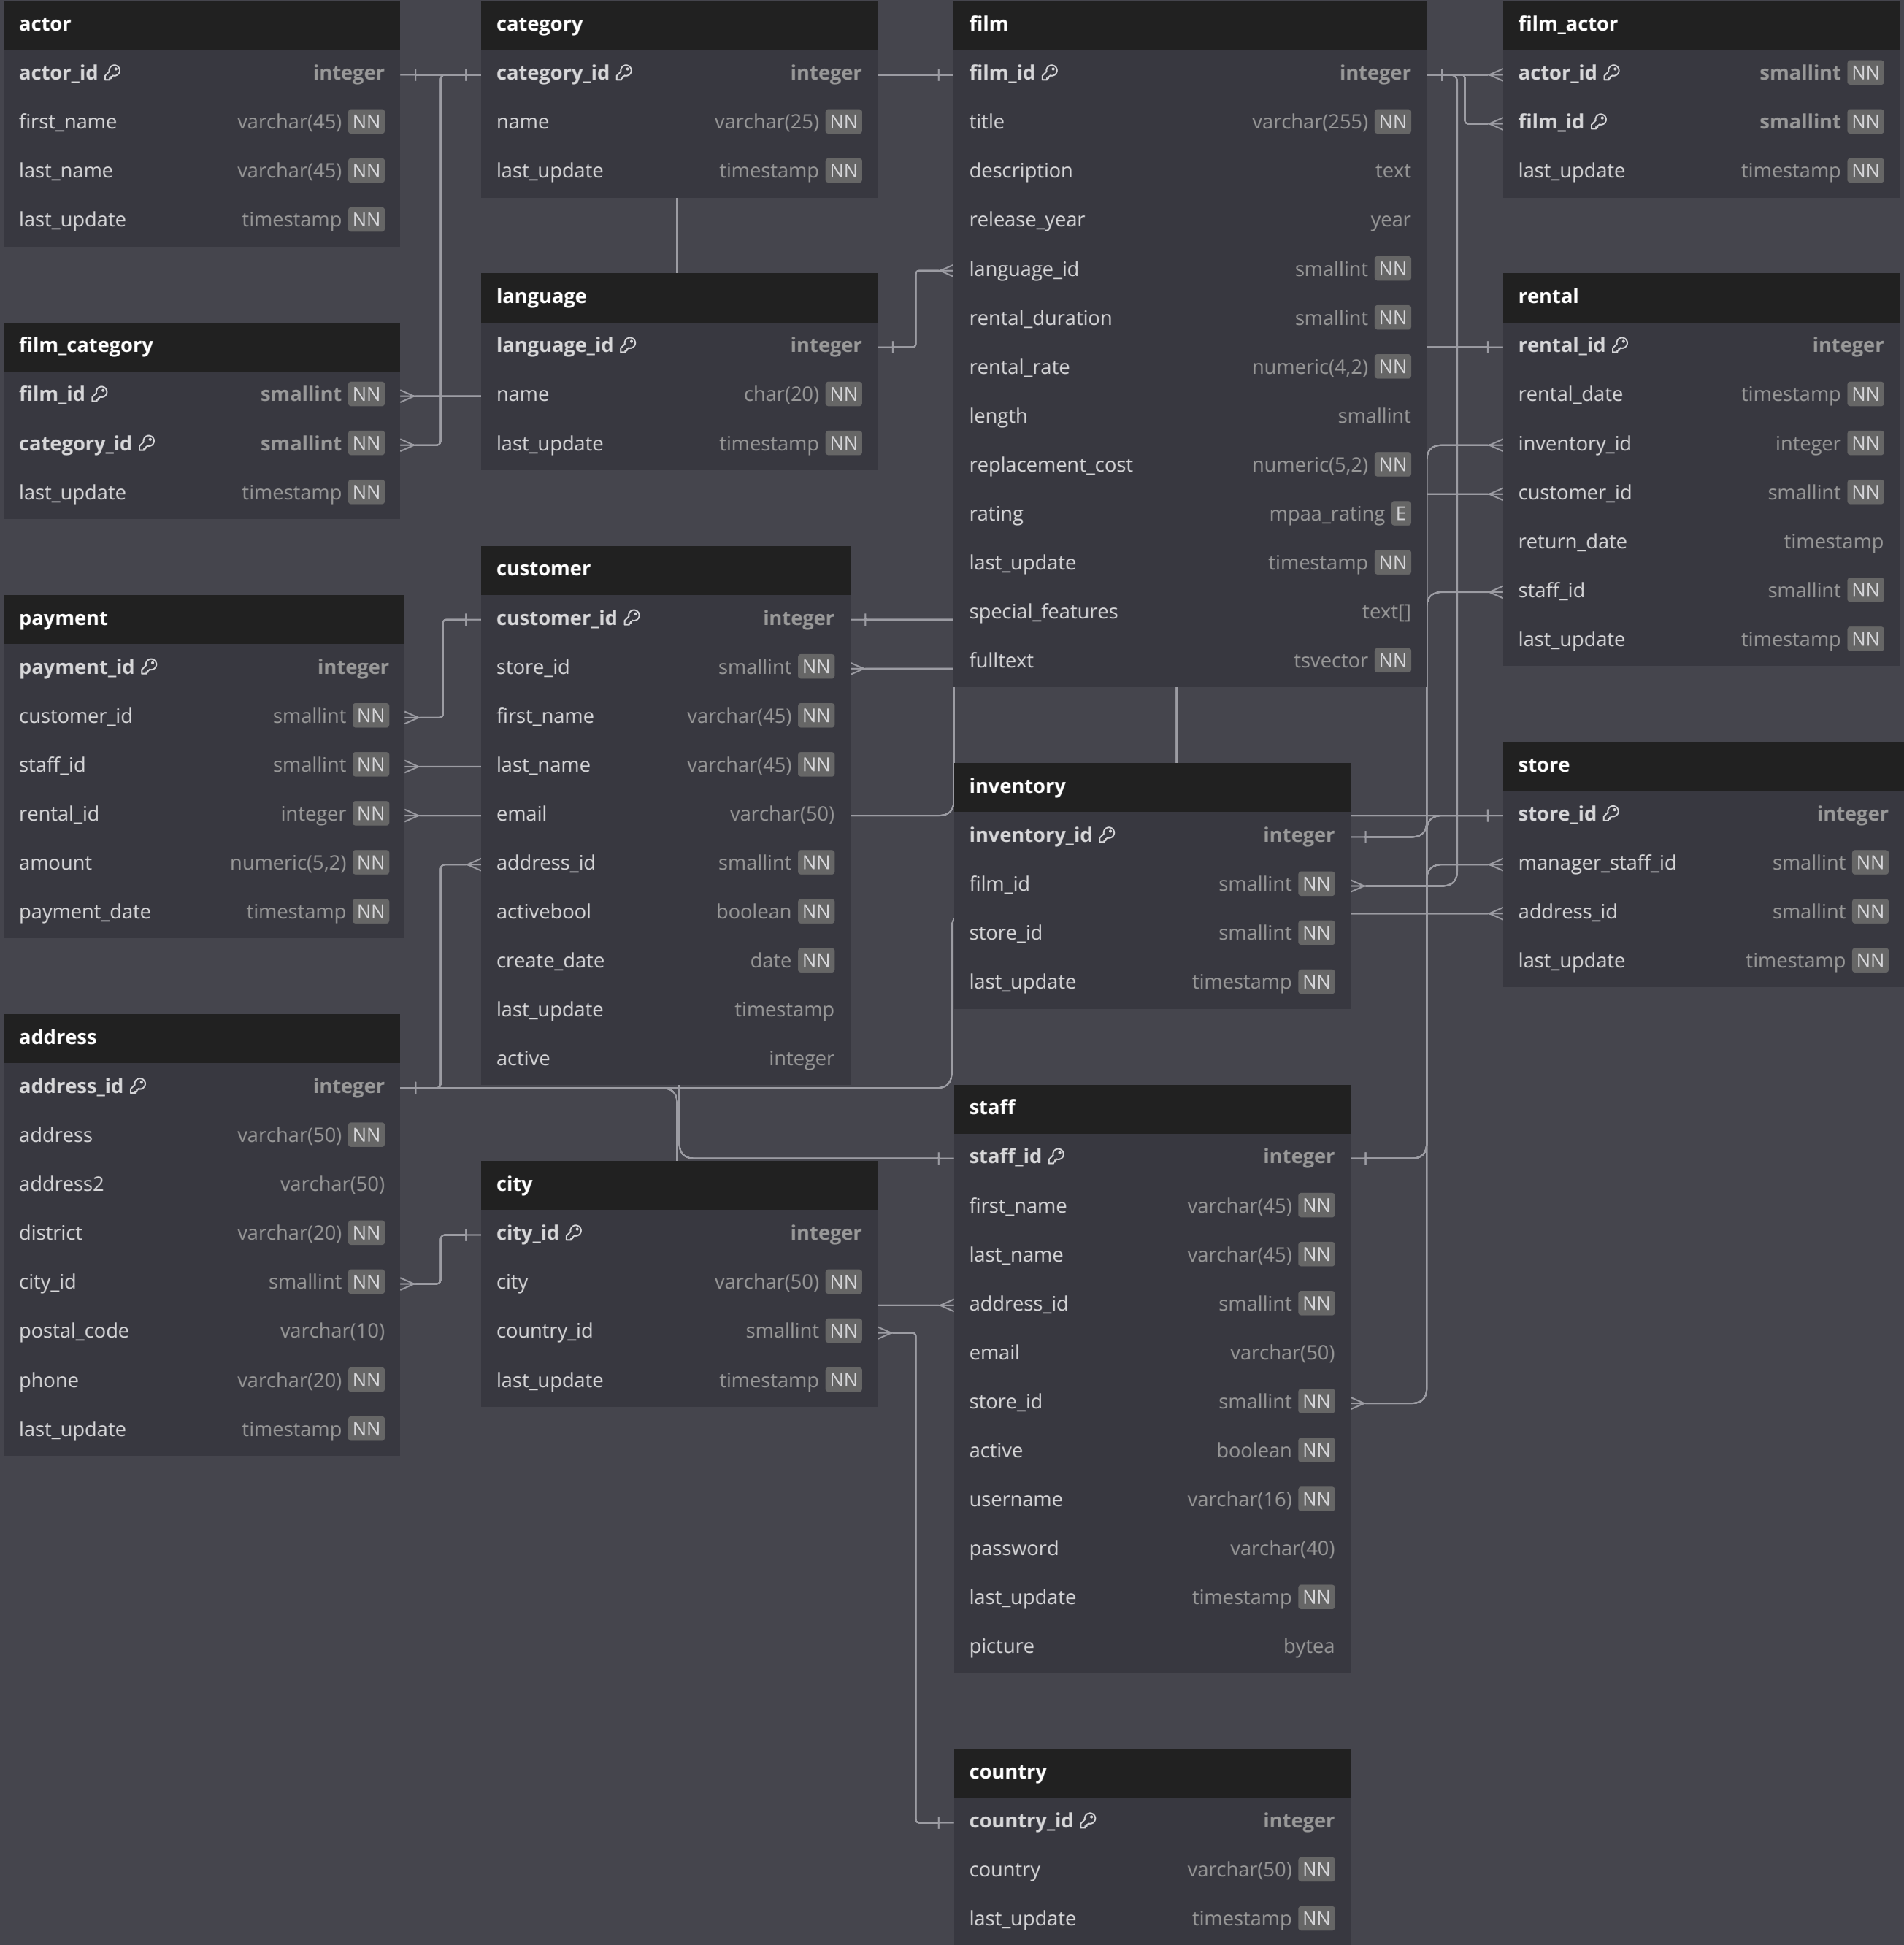 actor
actor_id integer
first_name varchar(45) NN
last_name varchar(45) NN
last_update timestamp NN
category
category_id integer
name varchar(25) NN
last_update timestamp NN
film
film_id integer
title varchar(255) NN
description text
release_year year
language_id smallint NN
rental_duration smallint NN
rental_rate numeric(4,2) NN
length smallint
replacement_cost numeric(5,2) NN
rating mpaa_rating E
last_update timestamp NN
special_features text[]
fulltext tsvector NN
film_actor
actor_id smallint NN
film_id smallint NN
last_update timestamp NN
film_category
film_id smallint NN
category_id smallint NN
last_update timestamp NN
language
language_id integer
name char(20) NN
last_update timestamp NN
rental
rental_id integer
rental_date timestamp NN
inventory_id integer NN
customer_id smallint NN
return_date timestamp
staff_id smallint NN
last_update timestamp NN
payment
payment_id integer
customer_id smallint NN
staff_id smallint NN
rental_id integer NN
amount numeric(5,2) NN
payment_date timestamp NN
customer
customer_id integer
store_id smallint NN
first_name varchar(45) NN
last_name varchar(45) NN
email varchar(50)
address_id smallint NN
activebool boolean NN
create_date date NN
last_update timestamp
active integer
inventory
inventory_id integer
film_id smallint NN
store_id smallint NN
last_update timestamp NN
store
store_id integer
manager_staff_id smallint NN
address_id smallint NN
last_update timestamp NN
address
address_id integer
address varchar(50) NN
address2 varchar(50)
district varchar(20) NN
city_id smallint NN
postal_code varchar(10)
phone varchar(20) NN
last_update timestamp NN
city
city_id integer
city varchar(50) NN
country_id smallint NN
last_update timestamp NN
staff
staff_id integer
first_name varchar(45) NN
last_name varchar(45) NN
address_id smallint NN
email varchar(50)
store_id smallint NN
active boolean NN
username varchar(16) NN
password varchar(40)
last_update timestamp NN
picture bytea
country
country_id integer
country varchar(50) NN
last_update timestamp NN